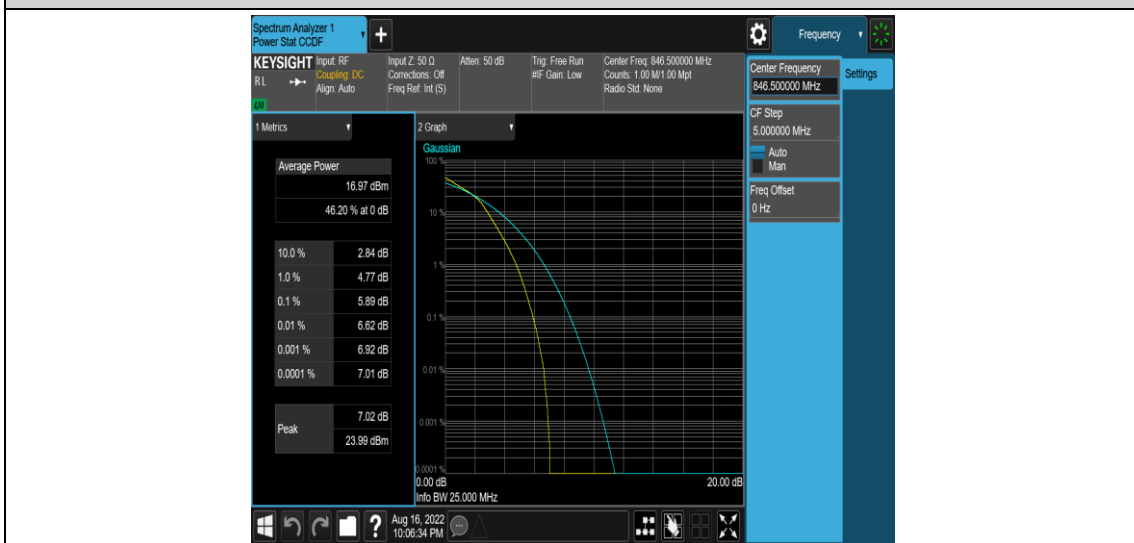 Spectrum Analyzer 1
Power Stat CCDF
+
Frequency
KEYSIGHT
RL
LXI
Input: RF
Coupling: DC
Align: Auto
Input Z: 50 Ω
Corrections: Off
Freq Ref: Int (S)
Atten: 50 dB
Trig: Free Run
#IF Gain: Low
Center Freq: 846.500000 MHz
Counts: 1.00 M/1.00 Mpt
Radio Std: None
Center Frequency
846.500000 MHz
Settings
CF Step
5.000000 MHz
Auto
Man
Freq Offset
0 Hz
1 Metrics
Average Power
16.97 dBm
46.20 % at 0 dB
10.0 % 2.84 dB
1.0 % 4.77 dB
0.1 % 5.89 dB
0.01 % 6.62 dB
0.001 % 6.92 dB
0.0001 % 7.01 dB
Peak
7.02 dB
23.99 dBm
2 Graph
Gaussian
100 %
10 %
1 %
0.1 %
0.01 %
0.001 %
0.0001 %
0.00 dB
20.00 dB
Info BW 25.000 MHz
?
Aug 16, 2022
10:06:34 PM